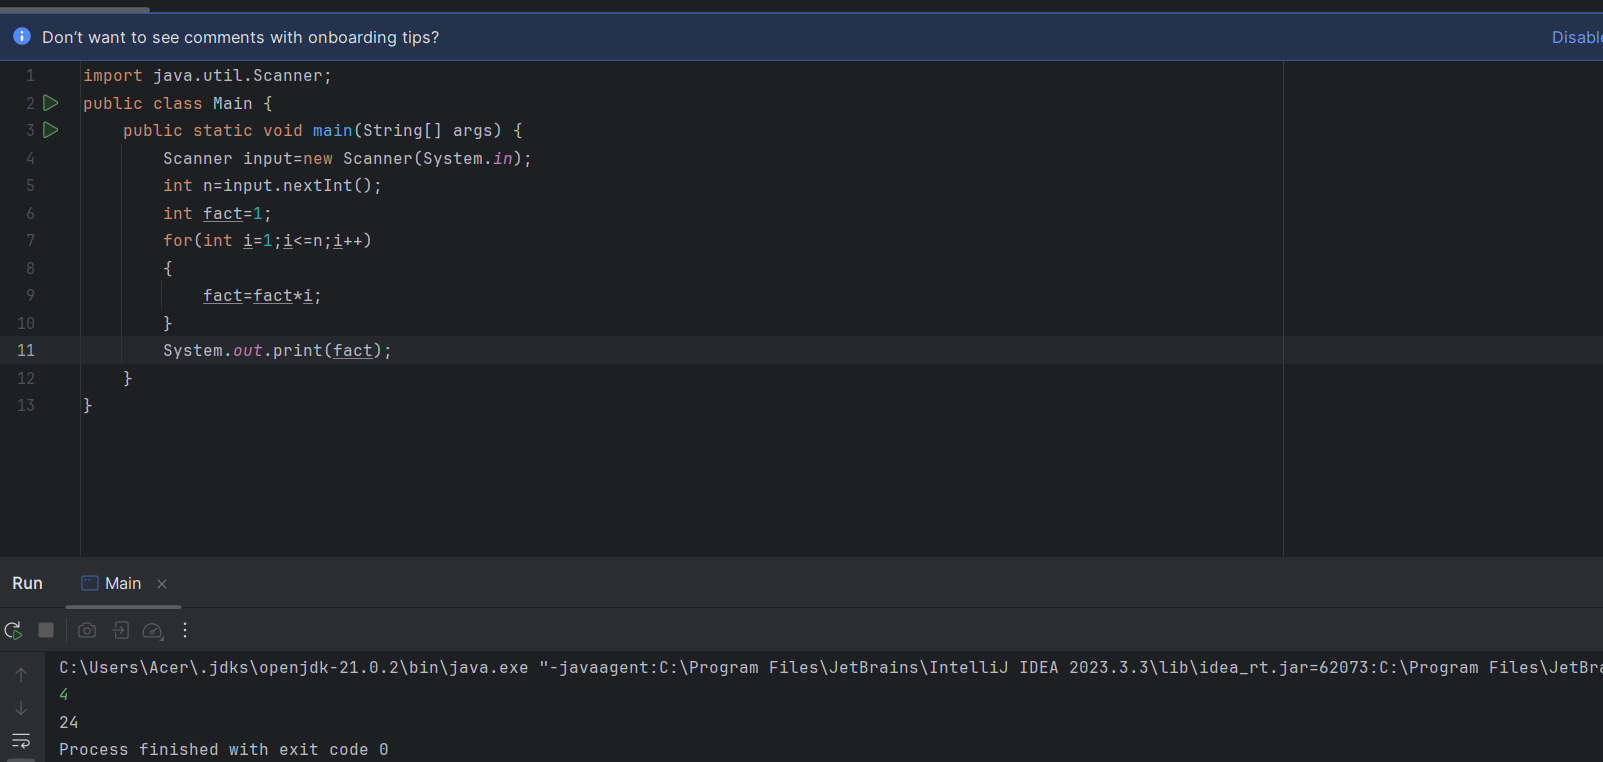 Don't want to see comments with onboarding tips?
1 import java.util.Scanner;
2 public class Main {
3     public static void main(String[] args) {
4         Scanner input=new Scanner(System.in);
5         int n=input.nextInt();
6         int fact=1;
7         for(int i=1;i<=n;i++)
8         {
9             fact=fact*i;
10         }
11         System.out.print(fact);
12     }
13 }
Run Main
C:\Users\Acer\.jdks\openjdk-21.0.2\bin\java.exe "-javaagent:C:\Program Files\JetBrains\IntelliJ IDEA 2023.3.3\lib\idea_rt.jar=62073:C:\Program
4
24
Process finished with exit code 0